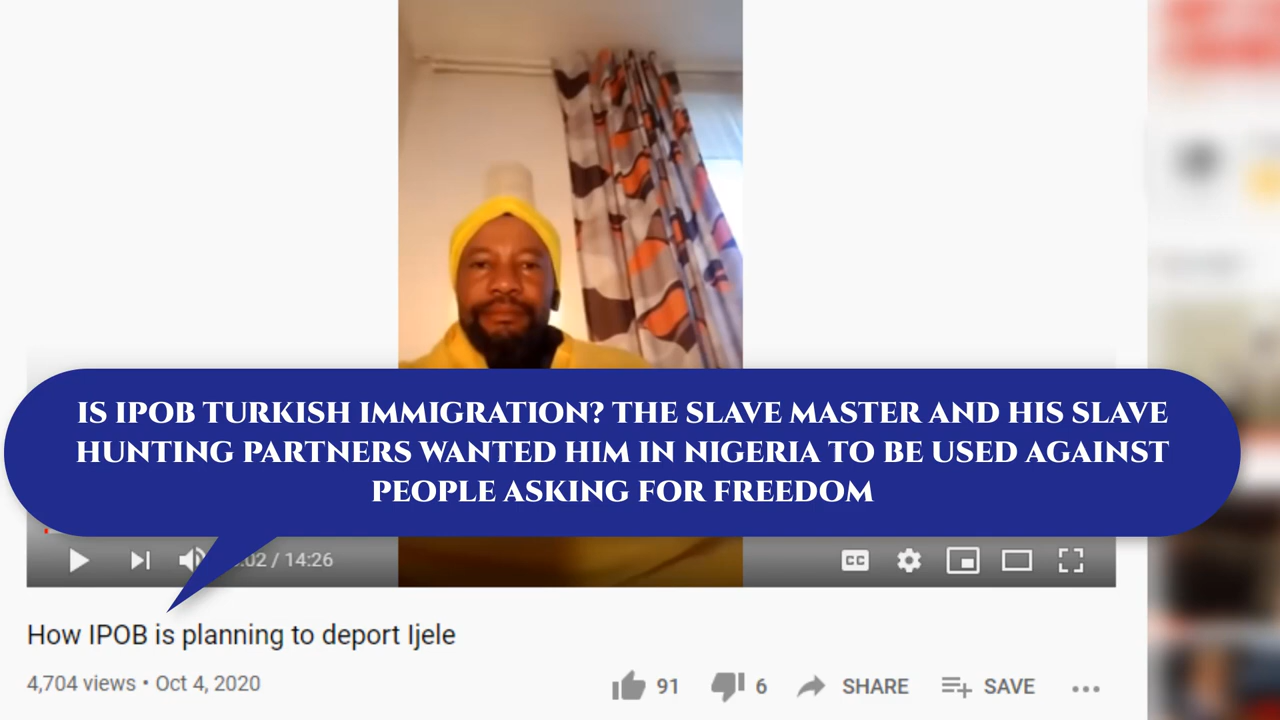 IS IPOB TURKISH IMMIGRATION? THE SLAVE MASTER AND HIS SLAVE
HUNTING PARTNERS WANTED HIM IN NIGERIA TO BE USED AGAINST
PEOPLE ASKING FOR FREEDOM
:02 / 14:26
CC
How IPOB is planning to deport Ijele
4,704 views • Oct 4, 2020
91 6 SHARE SAVE